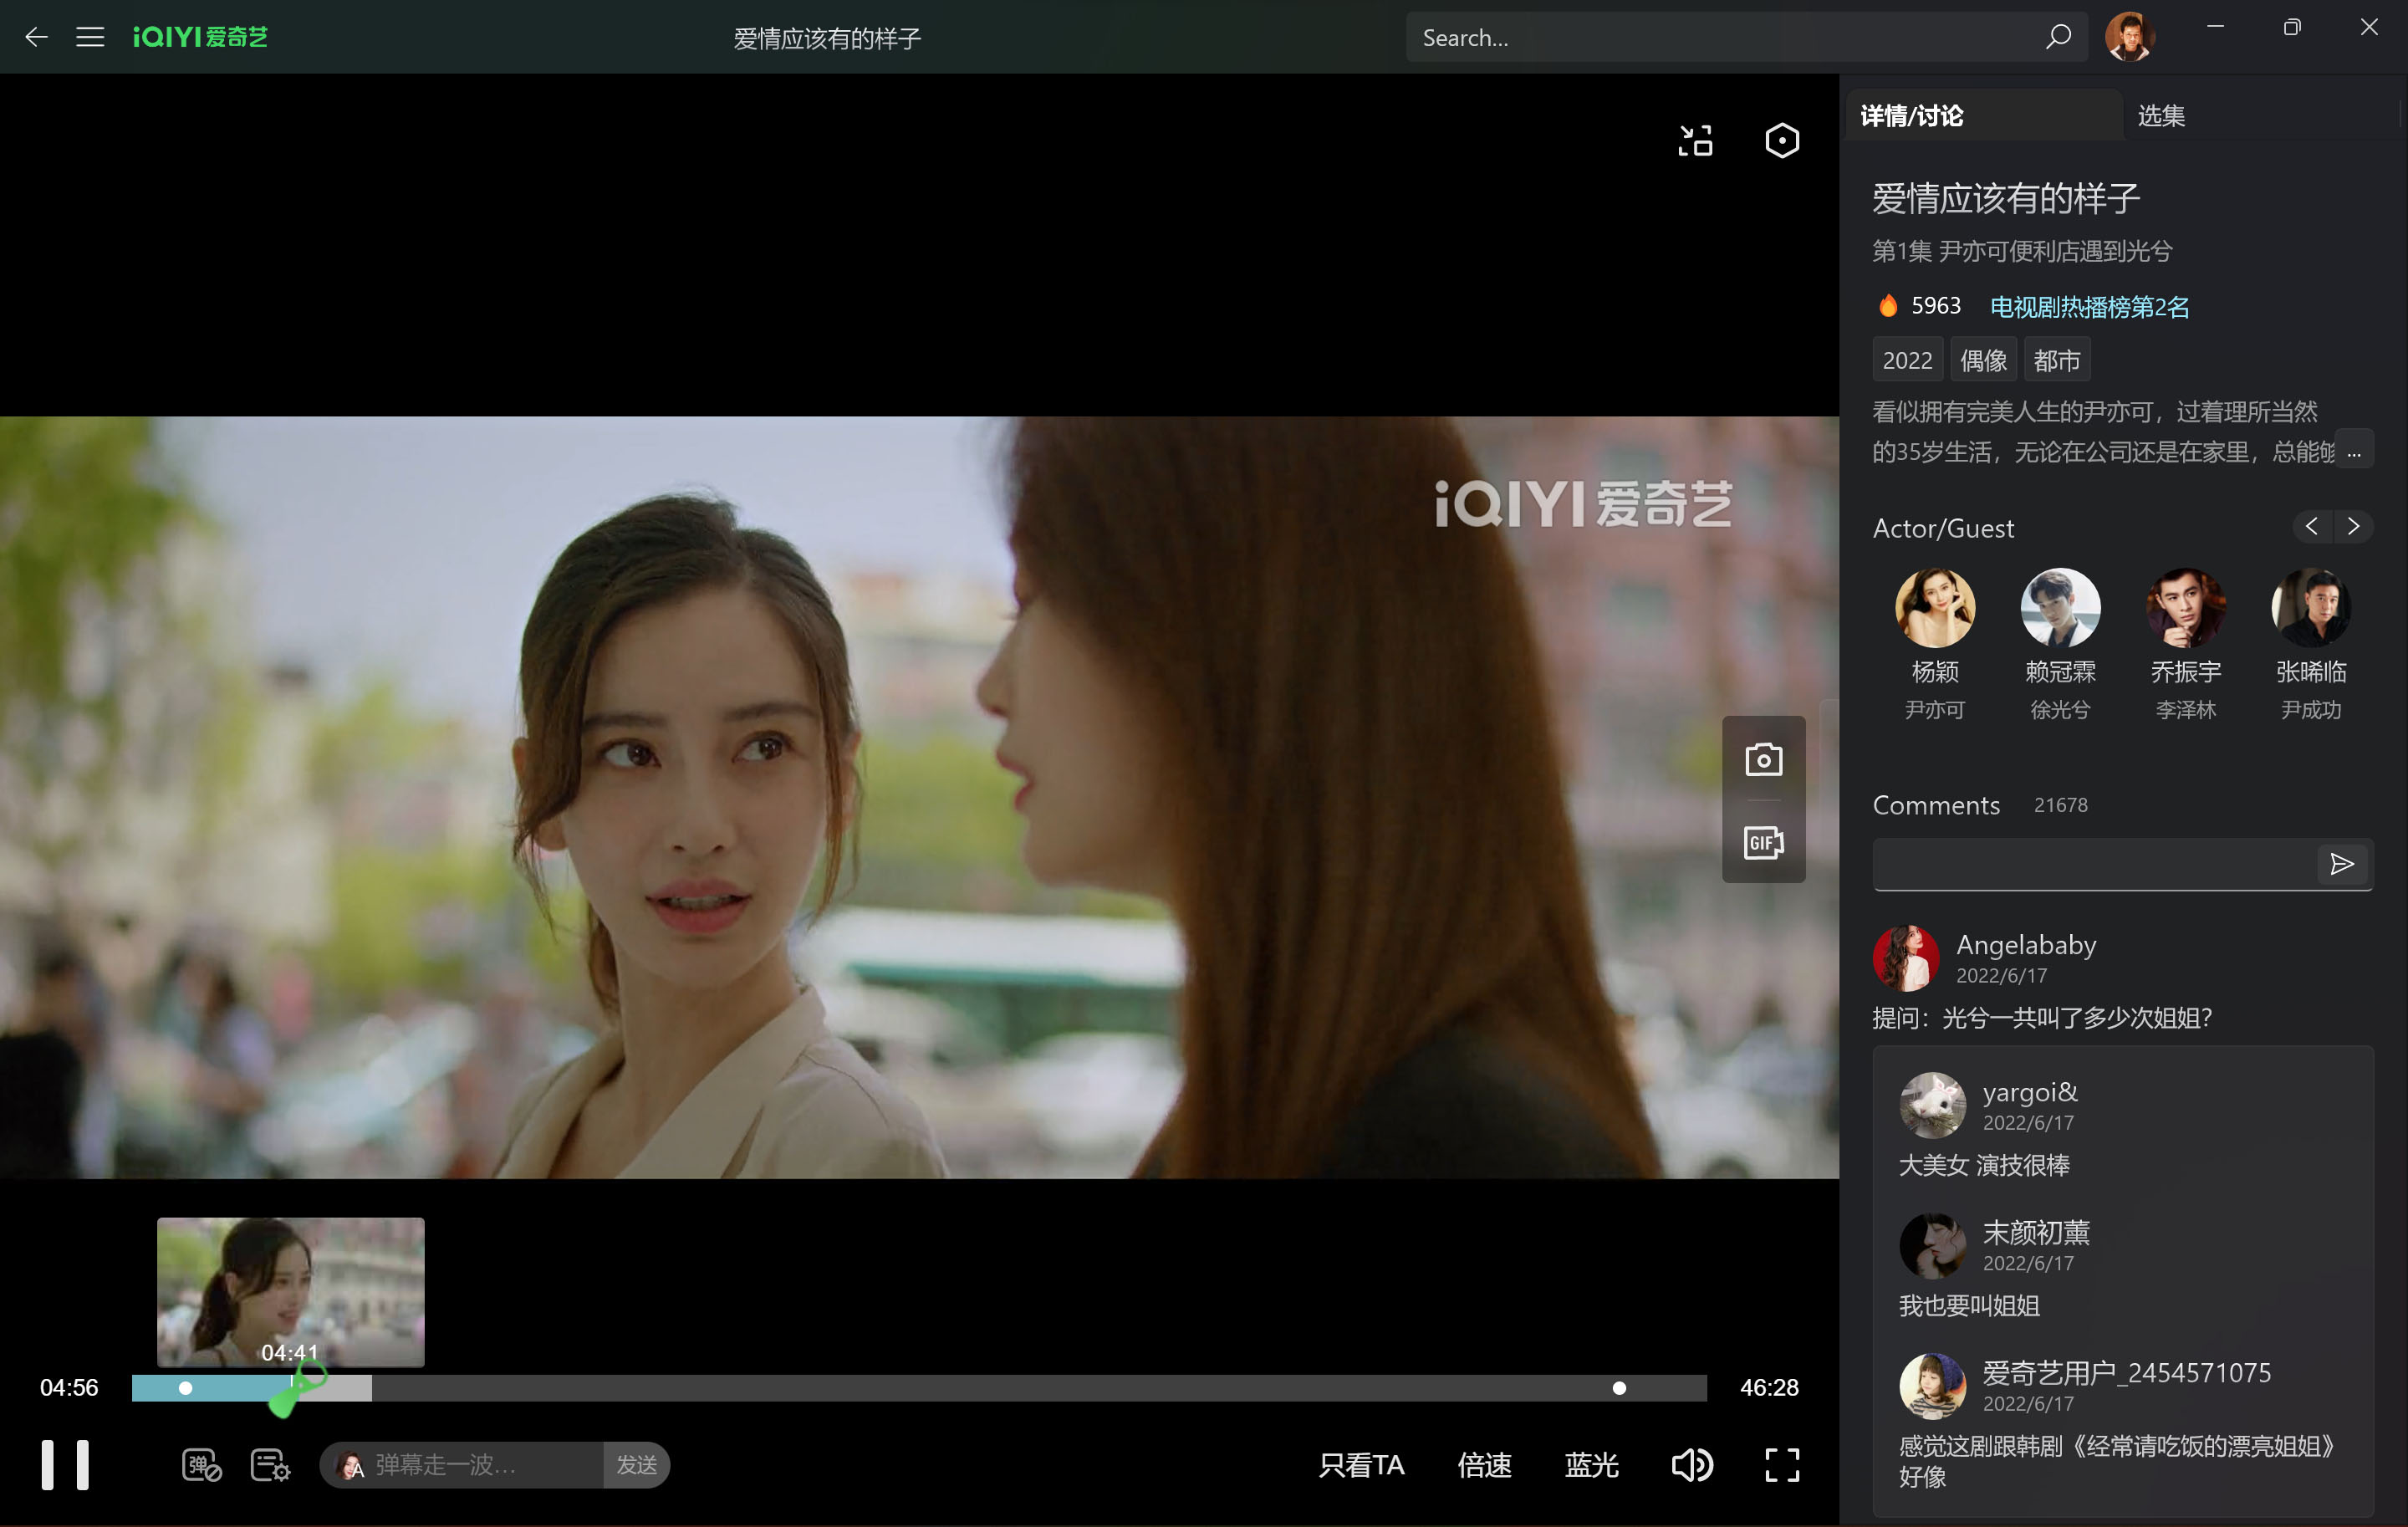 iQIYI 爱奇艺
爱情应该有的样子
Search...
详情/讨论
选集
爱情应该有的样子
第1集 尹亦可便利店遇到光兮
5963 电视剧热播榜第2名
2022 偶像 都市
看似拥有完美人生的尹亦可，过着理所当然
的35岁生活，无论在公司还是在家里，总能够
...
iQIYI 爱奇艺
Actor/Guest
杨颖 赖冠霖 乔振宇 张晞临
尹亦可 徐光兮 李泽林 尹成功
GIF
Comments 21678
Angelababy
2022/6/17
提问：光兮一共叫了多少次姐姐？
yargoi&
2022/6/17
大美女 演技很棒
末颜初薰
2022/6/17
我也要叫姐姐
爱奇艺用户_2454571075
2022/6/17
感觉这剧跟韩剧《经常请吃饭的漂亮姐姐》
好像
04:41
04:56
46:28
弹
A
弹幕走一波...
发送
只看TA
倍速
蓝光